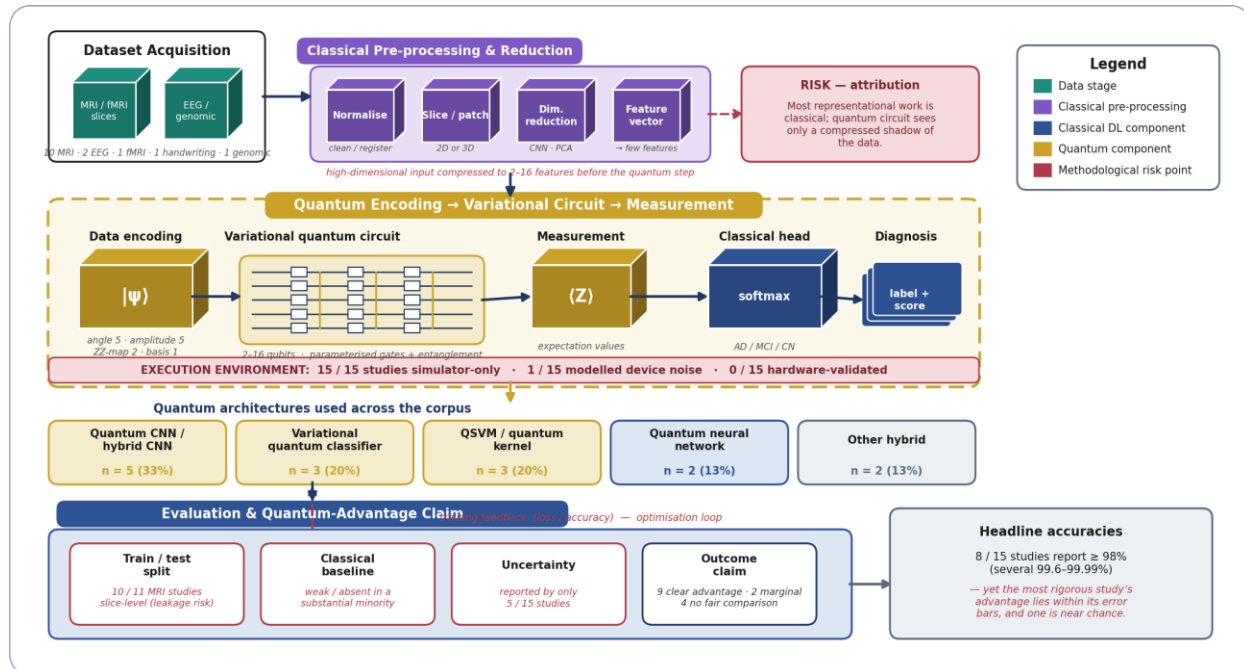 Dataset Acquisition
MRI / fMRI
slices
EEG /
genomic
10 MRI · 2 EEG · 1 fMRI · 1 handwriting · 1 genomic
Classical Pre-processing & Reduction
Normalise
clean / register
Slice / patch
2D or 3D
Dim.
reduction
CNN · PCA
Feature
vector
→ few features
high-dimensional input compressed to 2–16 features before the quantum step
RISK — attribution
Most representational work is
classical; quantum circuit sees
only a compressed shadow of
the data.
Legend
Data stage
Classical pre-processing
Classical DL component
Quantum component
Methodological risk point
Quantum Encoding → Variational Circuit → Measurement
Data encoding
|ψ⟩
angle 5 · amplitude 5
ZZ-map 2 · basis 1
Variational quantum circuit
2–16 qubits · parameterised gates + entanglement
Measurement
⟨Z⟩
expectation values
Classical head
softmax
AD / MCI / CN
Diagnosis
label +
score
EXECUTION ENVIRONMENT: 15 / 15 studies simulator-only · 1 / 15 modelled device noise · 0 / 15 hardware-validated
Quantum architectures used across the corpus
Quantum CNN /
hybrid CNN
n = 5 (33%)
Variational
quantum classifier
n = 3 (20%)
QSVM / quantum
kernel
n = 3 (20%)
Quantum neural
network
n = 2 (13%)
Other hybrid
n = 2 (13%)
Evaluation & Quantum-Advantage Claim
feedback (loss / accuracy) — optimisation loop
Train / test
split
10 / 11 MRI studies
slice-level (leakage risk)
Classical
baseline
weak / absent in a
substantial minority
Uncertainty
reported by only
5 / 15 studies
Outcome
claim
9 clear advantage · 2 marginal
4 no fair comparison
Headline accuracies
8 / 15 studies report ≥ 98%
(several 99.6–99.99%)
— yet the most rigorous study’s
advantage lies within its error
bars, and one is near chance.